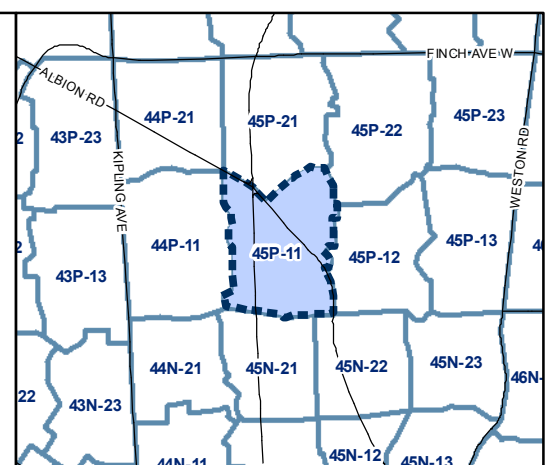 FINCH AVE W
ALBION RD
44P-21
45P-21
45P-22
45P-23
2
43P-23
KIPLING AVE
WESTON RD
44P-11
45P-11
45P-12
45P-13
2
43P-13
44N-21
45N-21
45N-22
45N-23
46N-
22
43N-23
44N-11
45N-12
45N-13